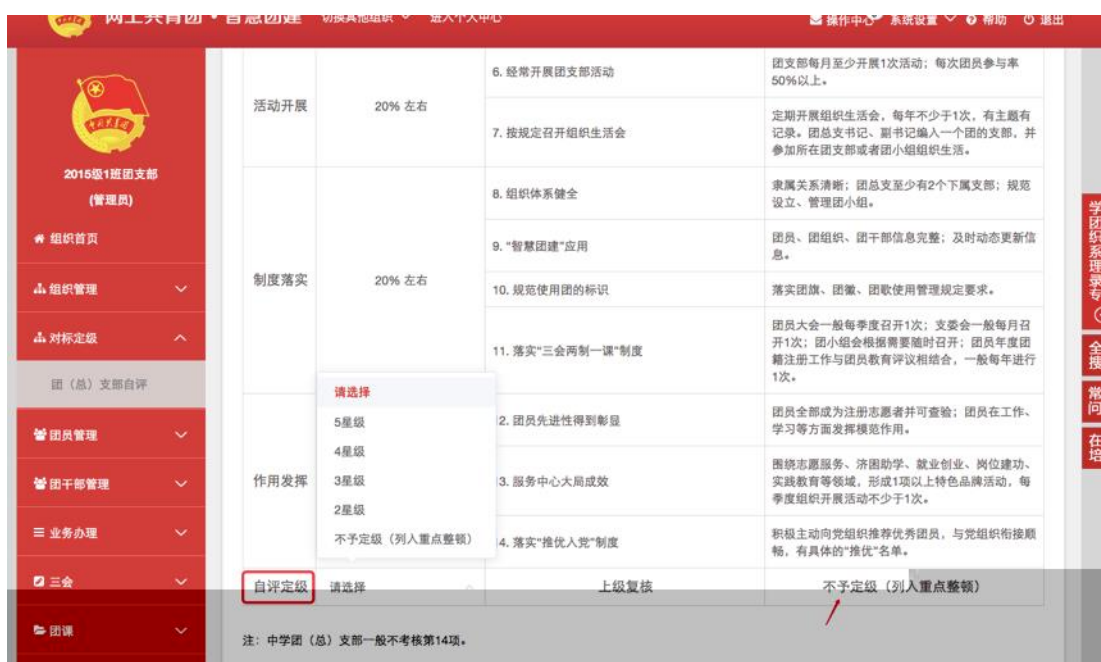 网上共青团·智慧团建 切换其他组织 进入个人中心 操作中心 系统设置 帮助 退出
2015级1班团支部
(管理员)
组织首页
组织管理
对标定级
团（总）支部自评
团员管理
团干部管理
业务办理
三会
团课
活动开展
20% 左右
6. 经常开展团支部活动
团支部每月至少开展1次活动；每次团员参与率
50%以上。
7. 按规定召开组织生活会
定期开展组织生活会，每年不少于1次，有主题有
记录。团总支书记、副书记编入一个团的支部，并
参加所在团支部或者团小组组织生活。
制度落实
20% 左右
8. 组织体系健全
隶属关系清晰；团总支至少有2个下属支部；规范
设立、管理团小组。
9. “智慧团建”应用
团员、团组织、团干部信息完整；及时动态更新信
息。
10. 规范使用团的标识
落实团旗、团徽、团歌使用管理规定要求。
11. 落实“三会两制一课”制度
团员大会一般每季度召开1次；支委会一般每月召
开1次；团小组会根据需要随时召开；团员年度团
籍注册工作与团员教育评议相结合，一般每年进行
1次。
作用发挥
请选择
5星级
4星级
3星级
2星级
不予定级（列入重点整顿）
2. 团员先进性得到彰显
团员全部成为注册志愿者并可查验；团员在工作、
学习等方面发挥模范作用。
3. 服务中心大局成效
围绕志愿服务、济困助学、就业创业、岗位建功、
实践教育等领域，形成1项以上特色品牌活动，每
季度组织开展活动不少于1次。
4. 落实“推优入党”制度
积极主动向党组织推荐优秀团员，与党组织衔接顺
畅，有具体的“推优”名单。
自评定级 请选择 上级复核 不予定级（列入重点整顿）
注：中学团（总）支部一般不考核第14项。